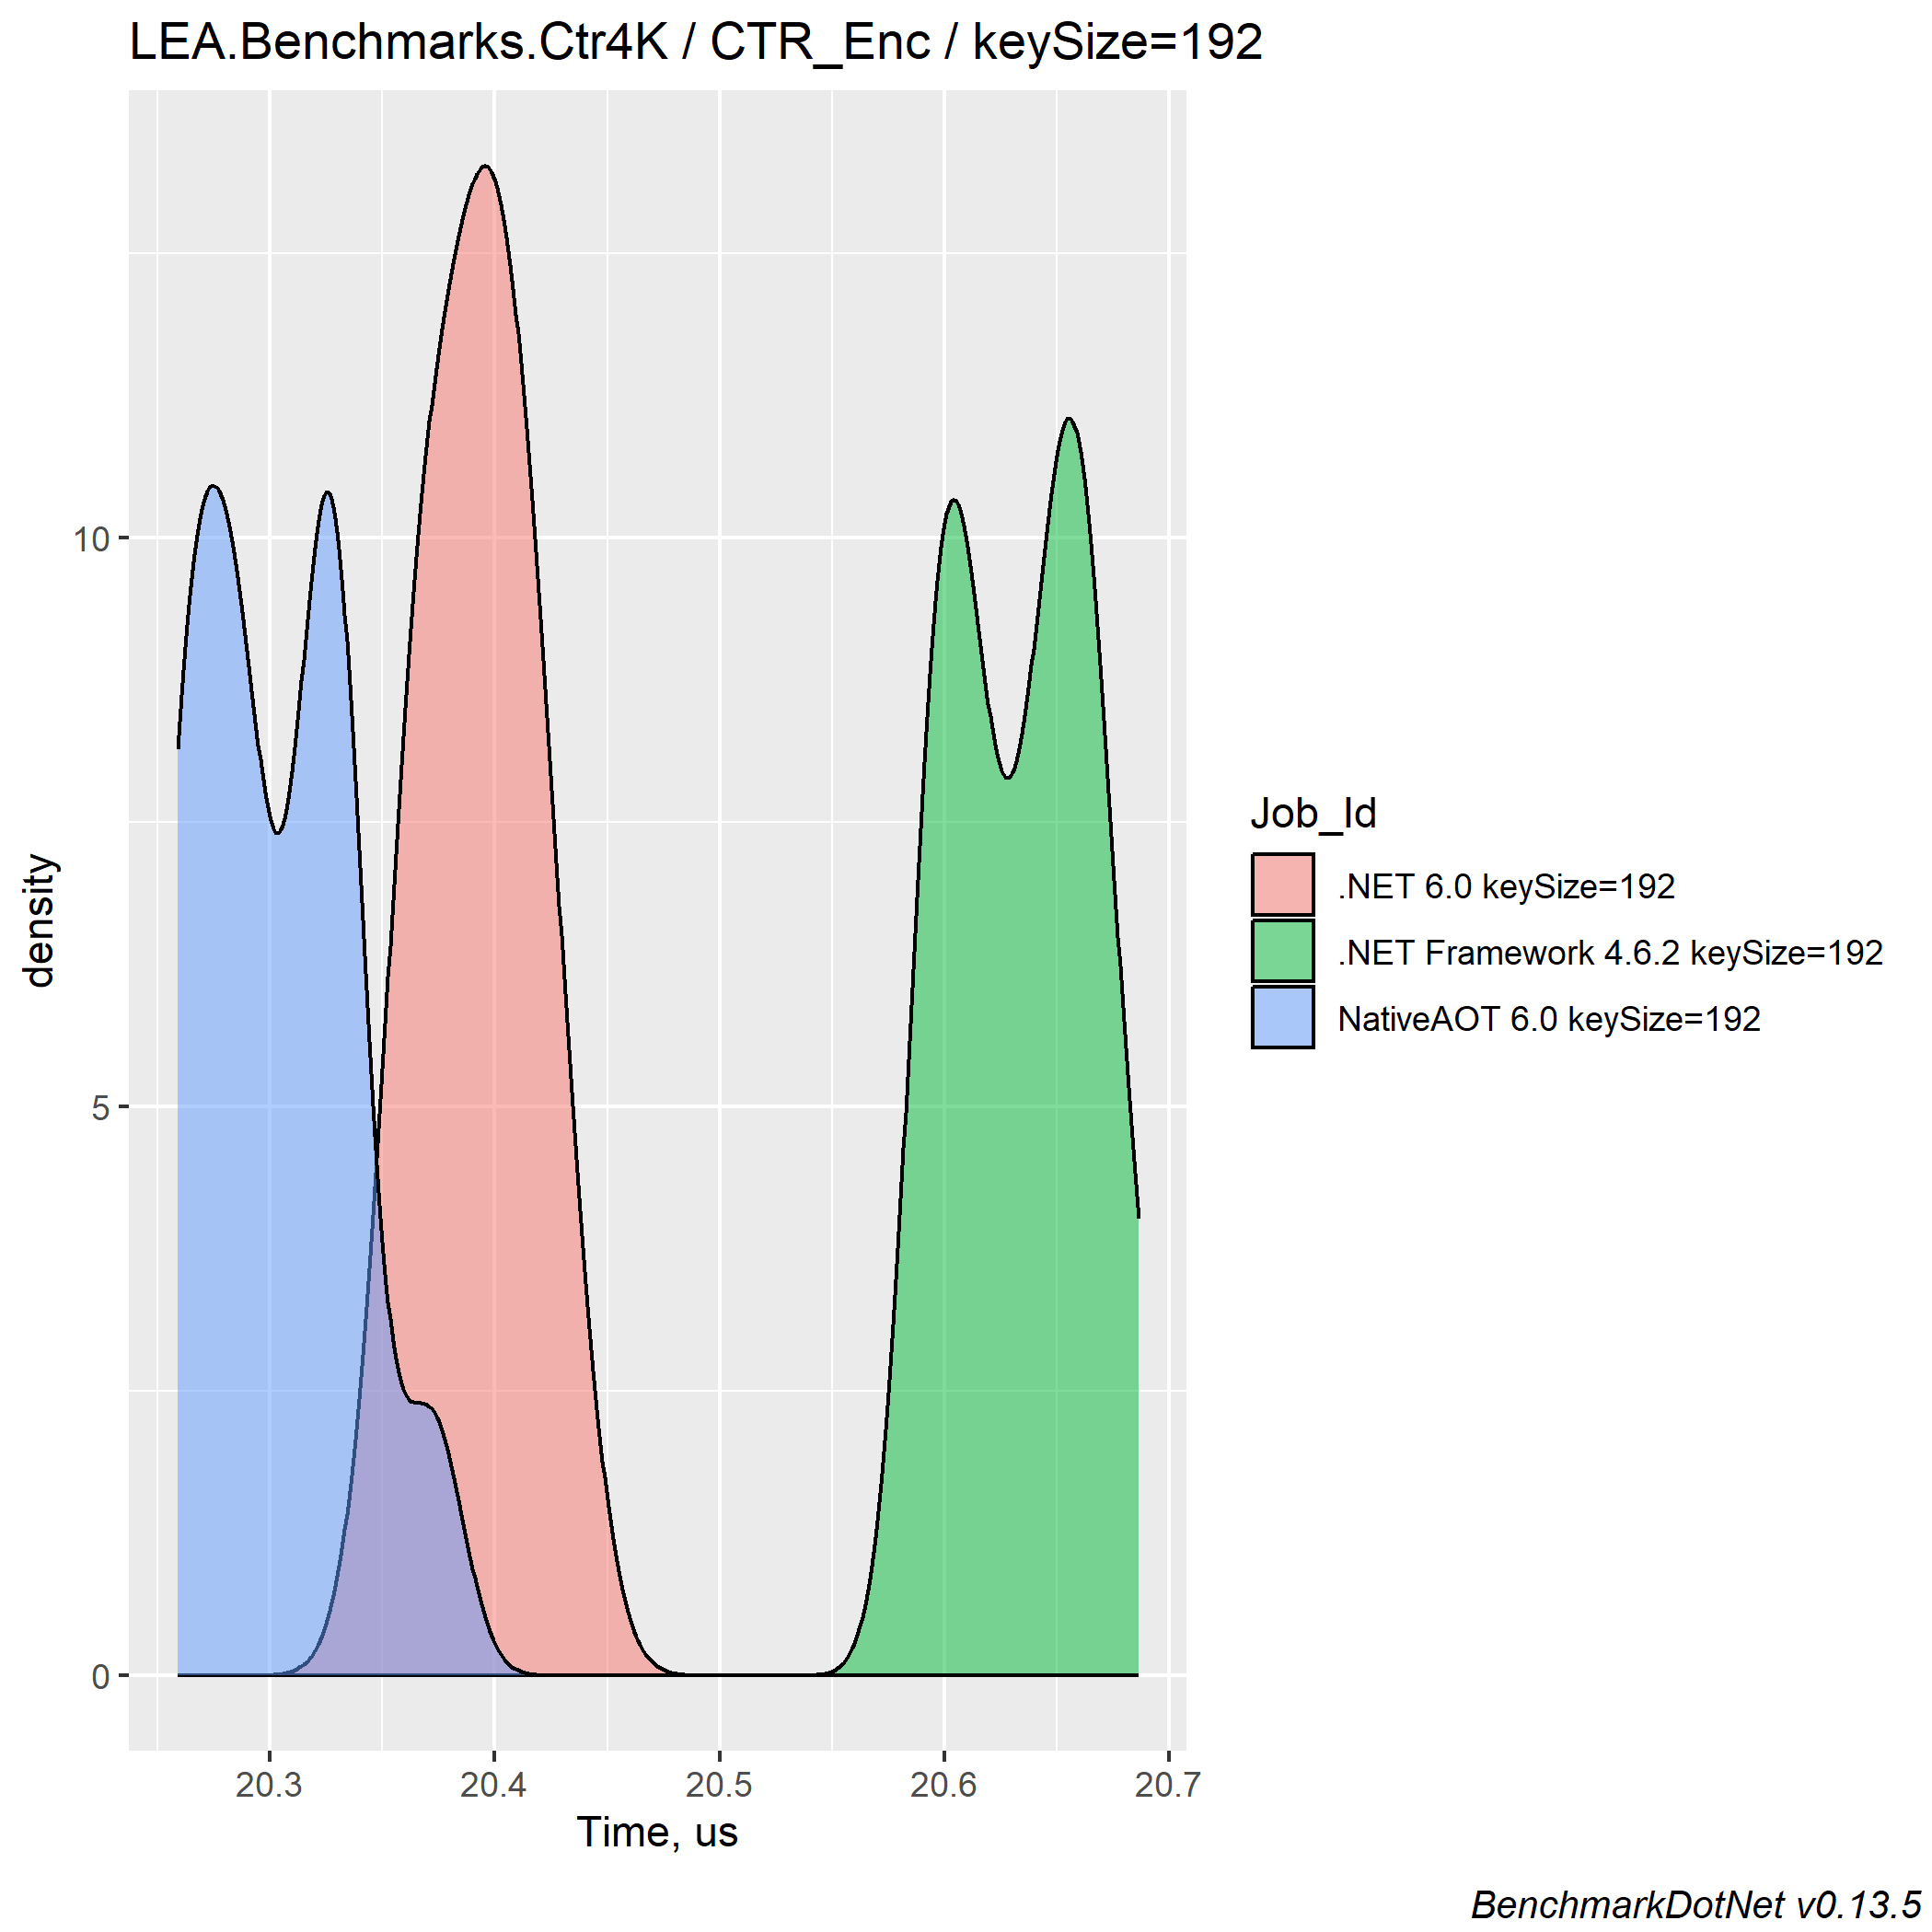 LEA.Benchmarks.Ctr4K / CTR_Enc / keySize=192
10
5
0
density
20.3 20.4 20.5 20.6 20.7
Time, us
Job_Id
.NET 6.0 keySize=192
.NET Framework 4.6.2 keySize=192
NativeAOT 6.0 keySize=192
BenchmarkDotNet v0.13.5